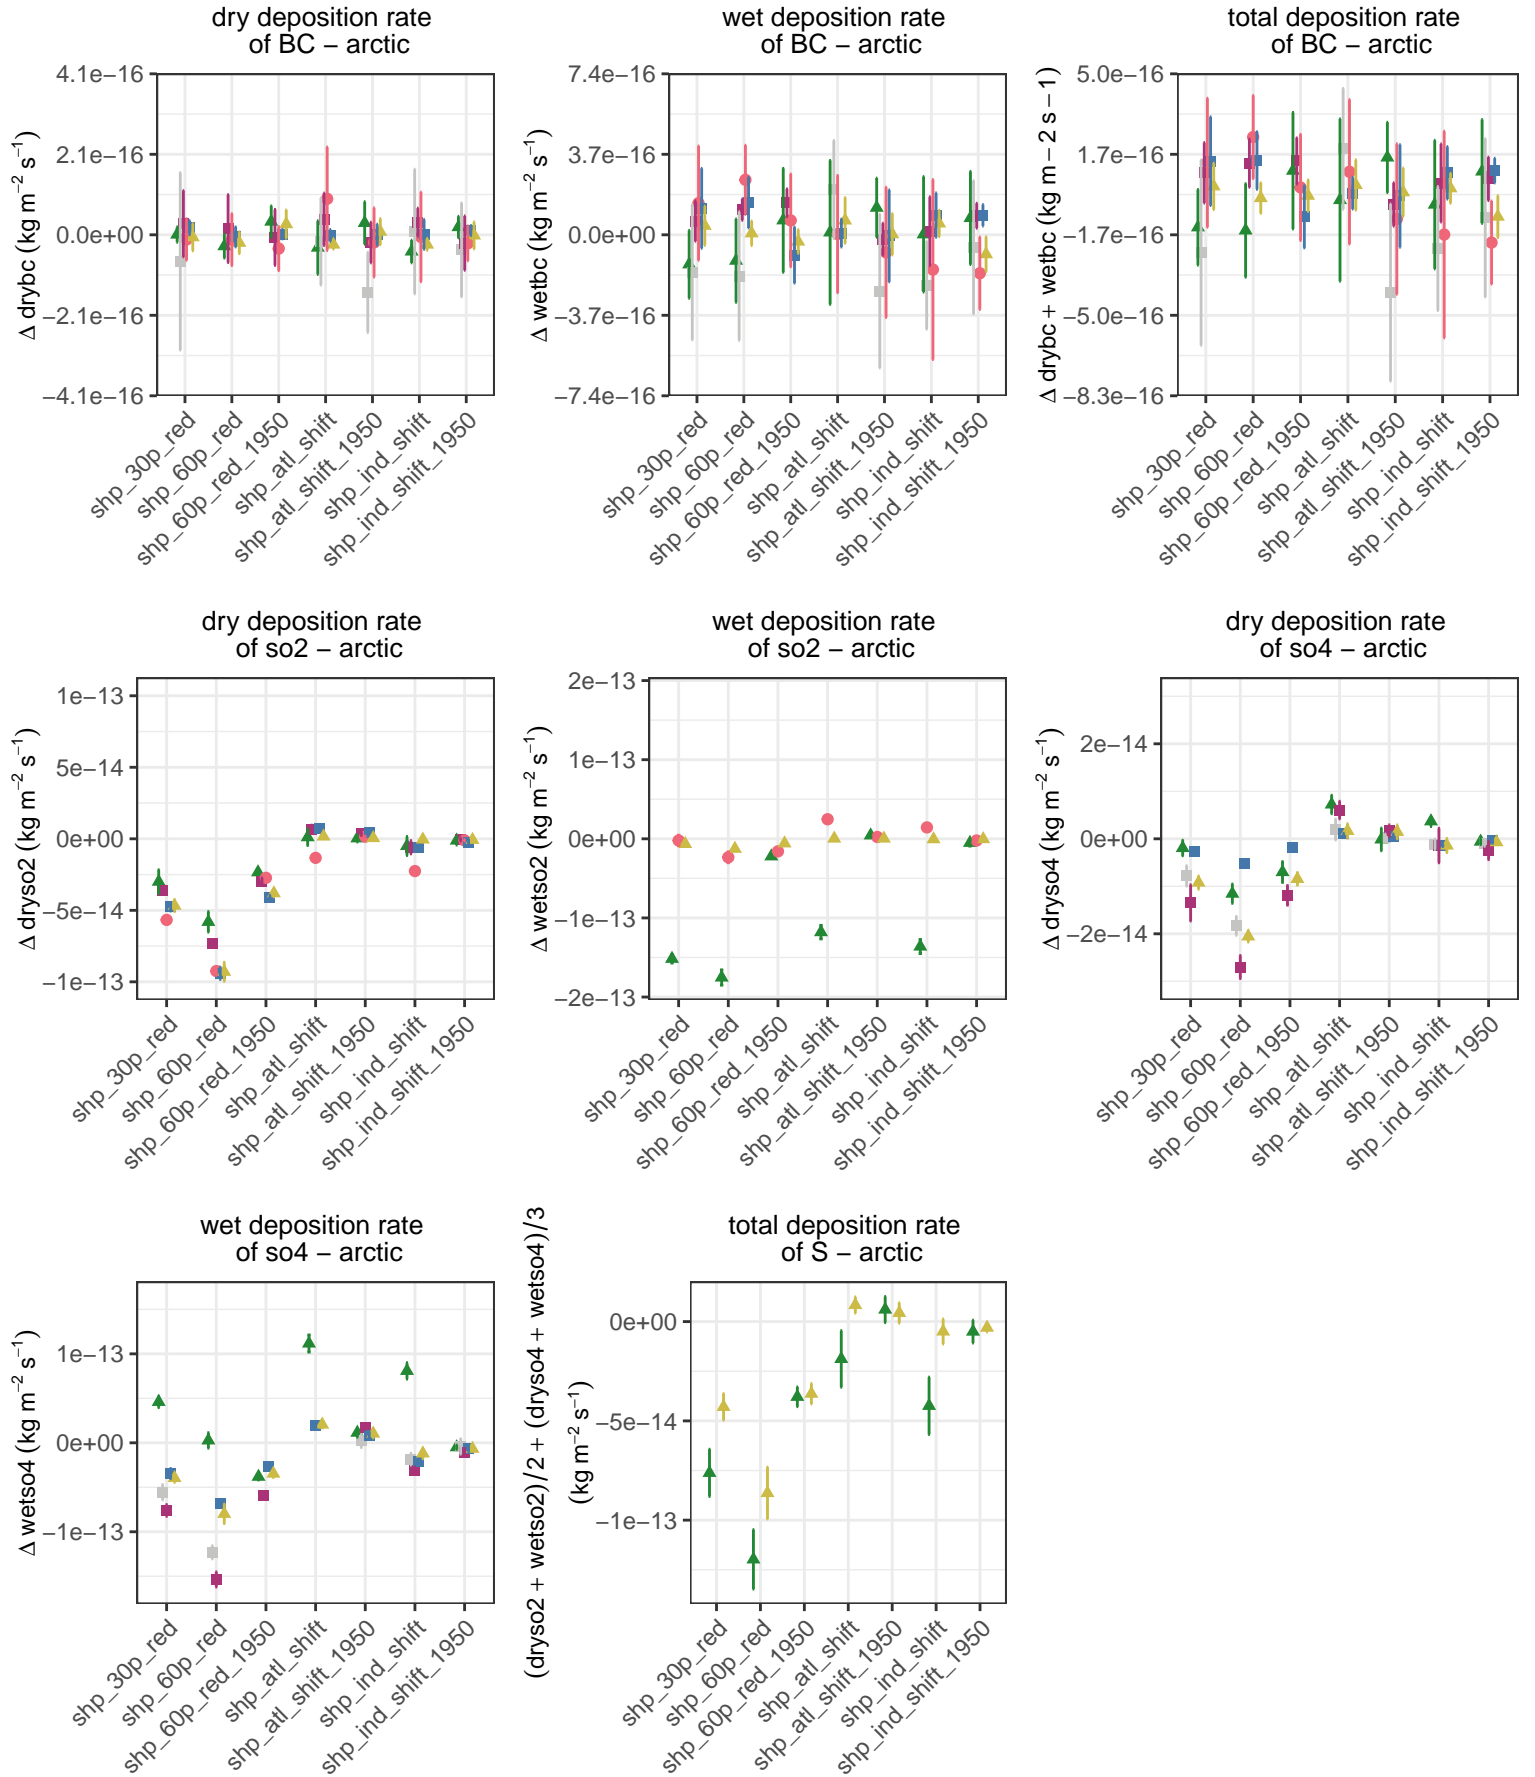 dry deposition rate
of BC − arctic
Δ drybc (kg m−2 s−1)
4.1e−16
2.1e−16
0.0e+00
−2.1e−16
−4.1e−16
shp_30p_red
shp_60p_red
shp_60p_red_1950
shp_atl_shift
shp_atl_shift_1950
shp_ind_shift
shp_ind_shift_1950
wet deposition rate
of BC − arctic
Δ wetbc (kg m−2 s−1)
7.4e−16
3.7e−16
0.0e+00
−3.7e−16
−7.4e−16
shp_30p_red
shp_60p_red
shp_60p_red_1950
shp_atl_shift
shp_atl_shift_1950
shp_ind_shift
shp_ind_shift_1950
total deposition rate
of BC − arctic
Δ drybc + wetbc (kg m − 2 s − 1)
5.0e−16
1.7e−16
−1.7e−16
−5.0e−16
−8.3e−16
shp_30p_red
shp_60p_red
shp_60p_red_1950
shp_atl_shift
shp_atl_shift_1950
shp_ind_shift
shp_ind_shift_1950
dry deposition rate
of so2 − arctic
Δ dryso2 (kg m−2 s−1)
1e−13
5e−14
0e+00
−5e−14
−1e−13
shp_30p_red
shp_60p_red
shp_60p_red_1950
shp_atl_shift
shp_atl_shift_1950
shp_ind_shift
shp_ind_shift_1950
wet deposition rate
of so2 − arctic
Δ wetso2 (kg m−2 s−1)
2e−13
1e−13
0e+00
−1e−13
−2e−13
shp_30p_red
shp_60p_red
shp_60p_red_1950
shp_atl_shift
shp_atl_shift_1950
shp_ind_shift
shp_ind_shift_1950
dry deposition rate
of so4 − arctic
Δ dryso4 (kg m−2 s−1)
2e−14
0e+00
−2e−14
shp_30p_red
shp_60p_red
shp_60p_red_1950
shp_atl_shift
shp_atl_shift_1950
shp_ind_shift
shp_ind_shift_1950
wet deposition rate
of so4 − arctic
Δ wetso4 (kg m−2 s−1)
1e−13
0e+00
−1e−13
shp_30p_red
shp_60p_red
shp_60p_red_1950
shp_atl_shift
shp_atl_shift_1950
shp_ind_shift
shp_ind_shift_1950
total deposition rate
of S − arctic
(dryso2 + wetso2)/2 + (dryso4 + wetso4)/3
(kg m−2 s−1)
0e+00
−5e−14
−1e−13
shp_30p_red
shp_60p_red
shp_60p_red_1950
shp_atl_shift
shp_atl_shift_1950
shp_ind_shift
shp_ind_shift_1950